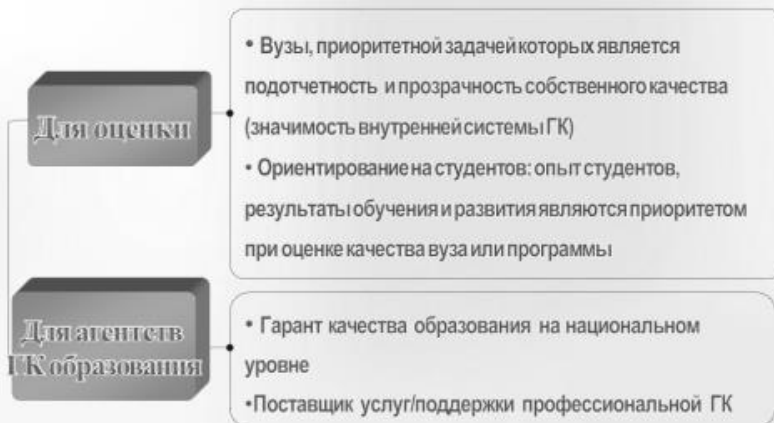 Для оценки
• Вузы, приоритетной задачей которых является
подотчетность и прозрачность собственного качества
(значимость внутренней системы ГК)
• Ориентирование на студентов: опыт студентов,
результаты обучения и развития являются приоритетом
при оценке качества вуза или программы
Для агентств
ГК образования
• Гарант качества образования на национальном
уровне
•Поставщик услуг/поддержки профессиональной ГК